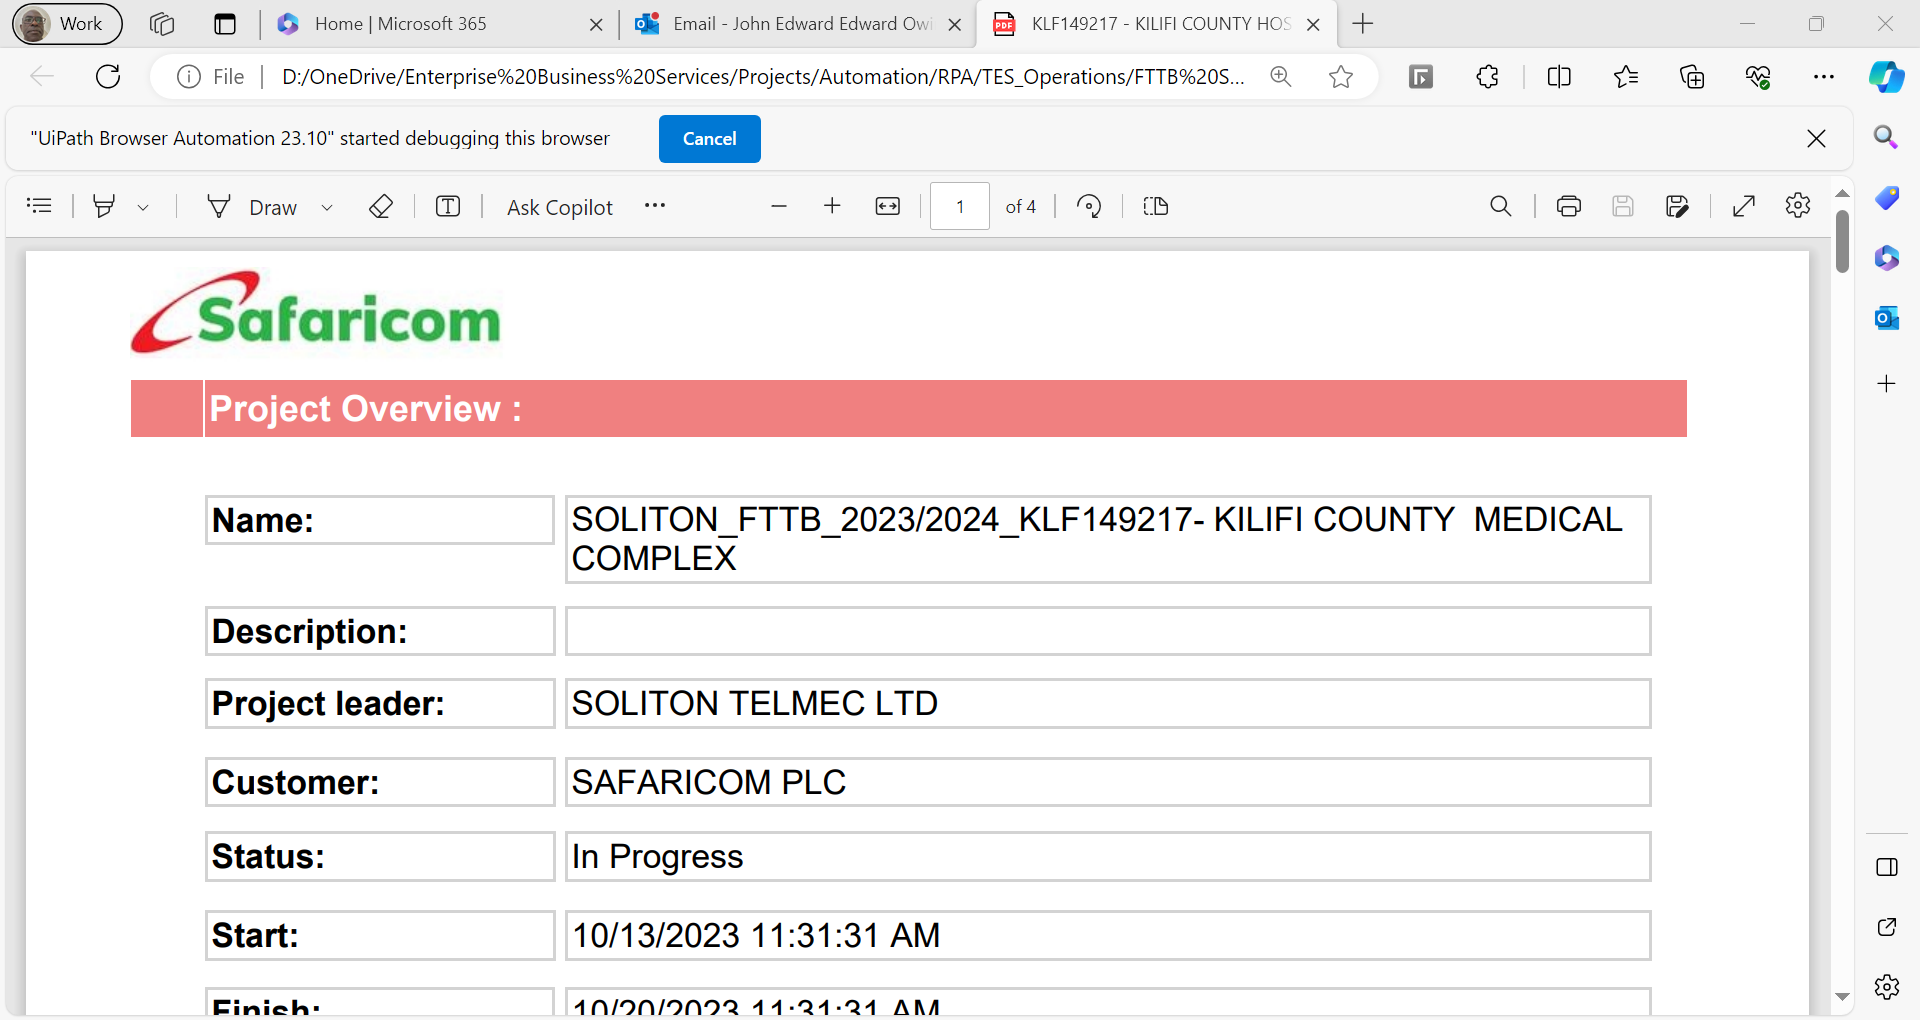 Work
Home | Microsoft 365
Email - John Edward Edward Owi
KLF149217 - KILIFI COUNTY HOS
File
D:/OneDrive/Enterprise%20Business%20Services/Projects/Automation/RPA/TES_Operations/FTTB%20S...
"UiPath Browser Automation 23.10" started debugging this browser
Cancel
Draw
Ask Copilot
1
of 4
Safaricom
Project Overview :
Name:
SOLITON_FTTB_2023/2024_KLF149217- KILIFI COUNTY  MEDICAL
COMPLEX
Description:
Project leader:
SOLITON TELMEC LTD
Customer:
SAFARICOM PLC
Status:
In Progress
Start:
10/13/2023 11:31:31 AM
Finish:
10/20/2023 11:31:31 AM